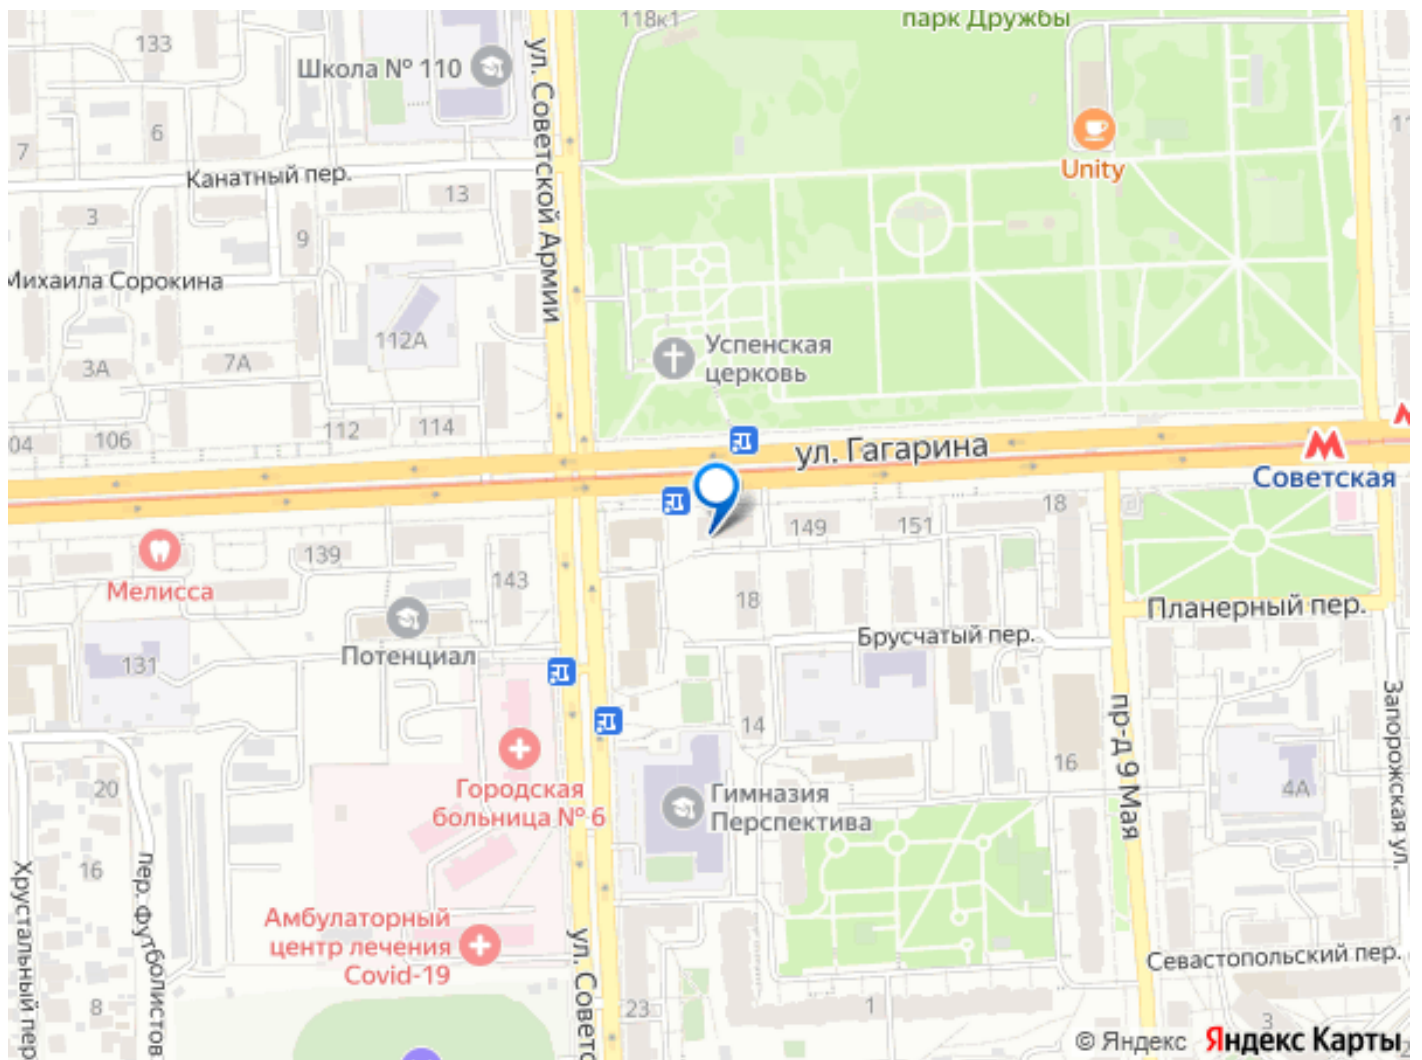 118к1
парк Дружбы
133
Школа № 110
ул. Советской Армии
6
7
Unity
Канатный пер.
13
3
9
Михаила Сорокина
112А
Успенская
церковь
3А
7А
114
112
106
ул. Гагарина
Советская
149
151
18
139
143
Мелисса
18
Потенциал
Планерный пер.
Брусчатый пер.
131
14
пр-д 9 Мая
Запорожская ул.
16
Городская
больница № 6
Гимназия
Перспектива
4А
20
16
пер. Футболистов
Хрустальный пер
Амбулаторный
центр лечения
Covid-19
ул. Советс
Севастопольский пер.
8
23
1
3
© Яндекс
Яндекс Карты